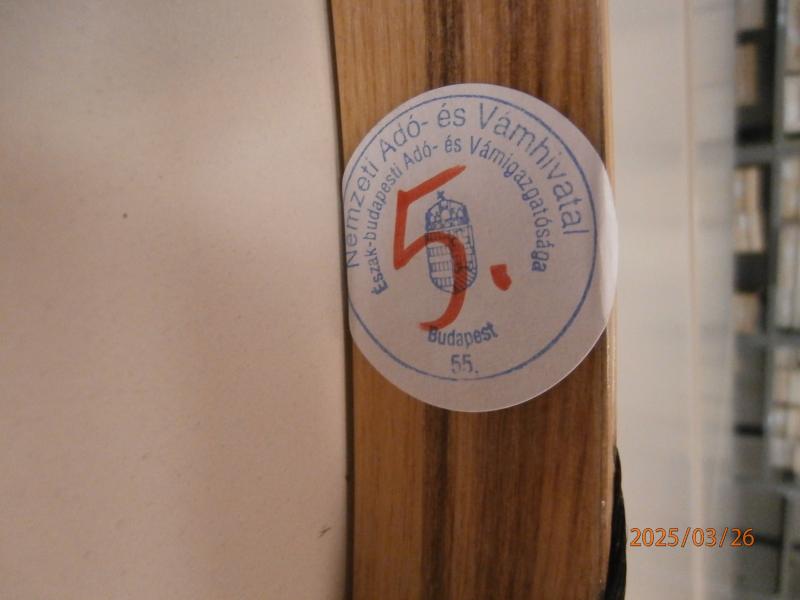 Nemzeti Adó- és Vámhivatal
Észak-budapesti Adó- és Vámigazgatósága
5.
Budapest
55.
2025/03/26